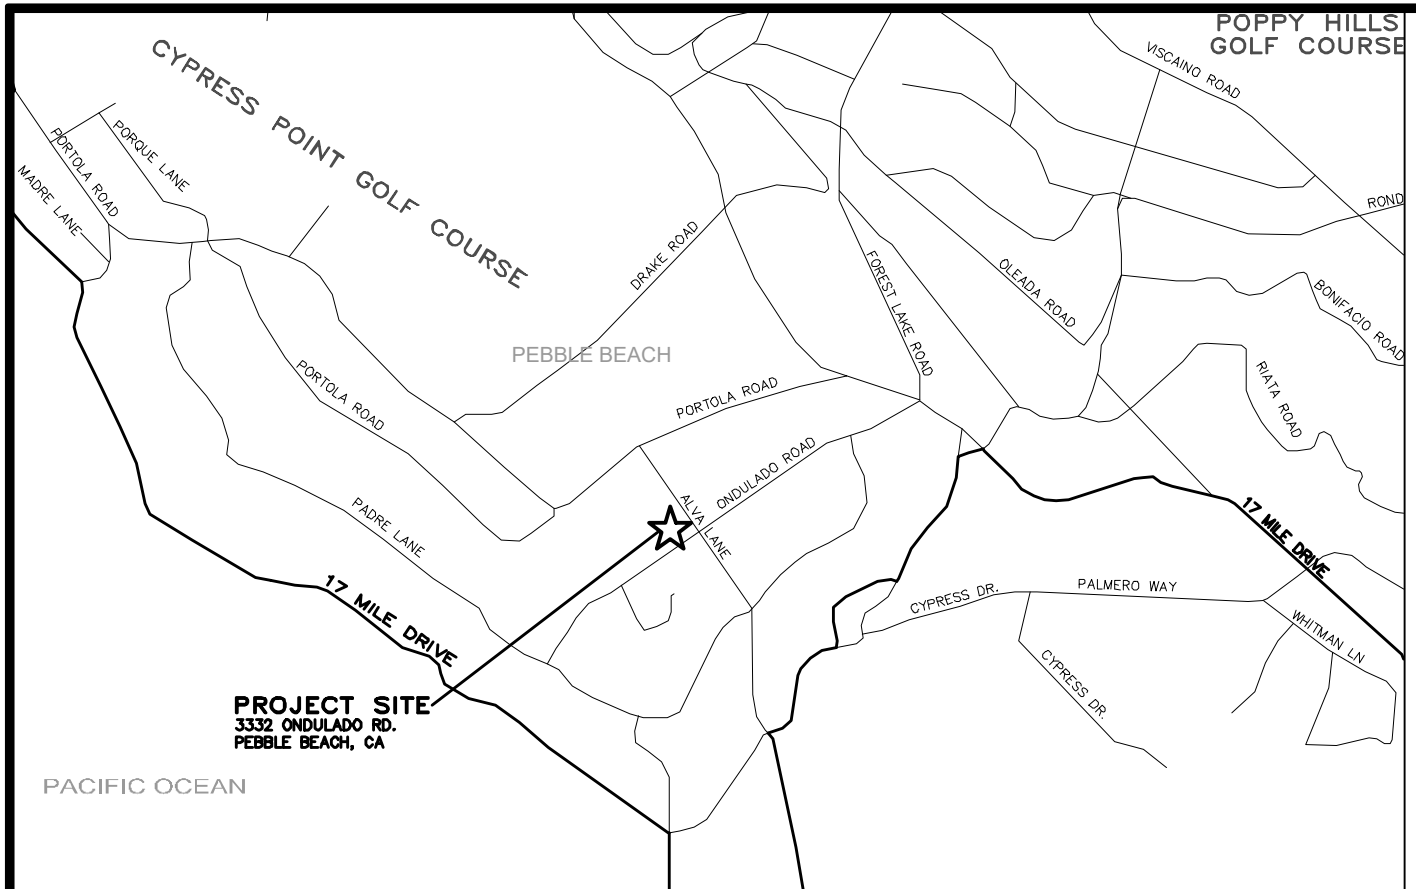 POPPY HILLS
GOLF COURSE
VISCAINO ROAD
CYPRESS POINT GOLF COURSE
PORQUE LANE
PORTOLA ROAD
MADRE LANE
ROND
DRAKE ROAD
FOREST LAKE ROAD
OLEADA ROAD
BONIFACIO ROAD
PEBBLE BEACH
PORTOLA ROAD
PORTOLA ROAD
RIATA ROAD
ONDULADO ROAD
ALVA LANE
PADRE LANE
17 MILE DRIVE
17 MILE DRIVE
CYPRESS DR.
PALMERO WAY
WHITMAN LN
CYPRESS DR.
PROJECT SITE
3332 ONDULADO RD.
PEBBLE BEACH, CA
PACIFIC OCEAN